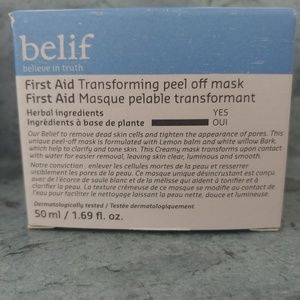 belif
believe in truth
First Aid Transforming peel off mask
First Aid Masque pelable transformant
Herbal ingredients YES
Ingrédients à base de plante OUI
Our Belief to remove dead skin cells and tighten the appearance of pores. This
unique peel-off mask is formulated with Lemon balm and white willow Bark,
which help to clarify and tone skin. This Creamy mask transforms upon contact
with water for easier removal, leaving skin clear, luminous and smooth.
Notre conviction : enlever les cellules mortes de la peau et resserrer
visiblement les pores de la peau. Ce masque unique désincrustant est conçu
avec de l'écorce de saule blanc et de la mélisse qui aident à tonifier et à
clarifier la peau. La texture crémeuse de ce masque se modifie au contact de
l'eau pour faciliter le nettoyage laissant la peau nette, douce et lumineuse.
Dermatologically tested / Testée dermatologiquement
50 ml / 1.69 fl. oz.